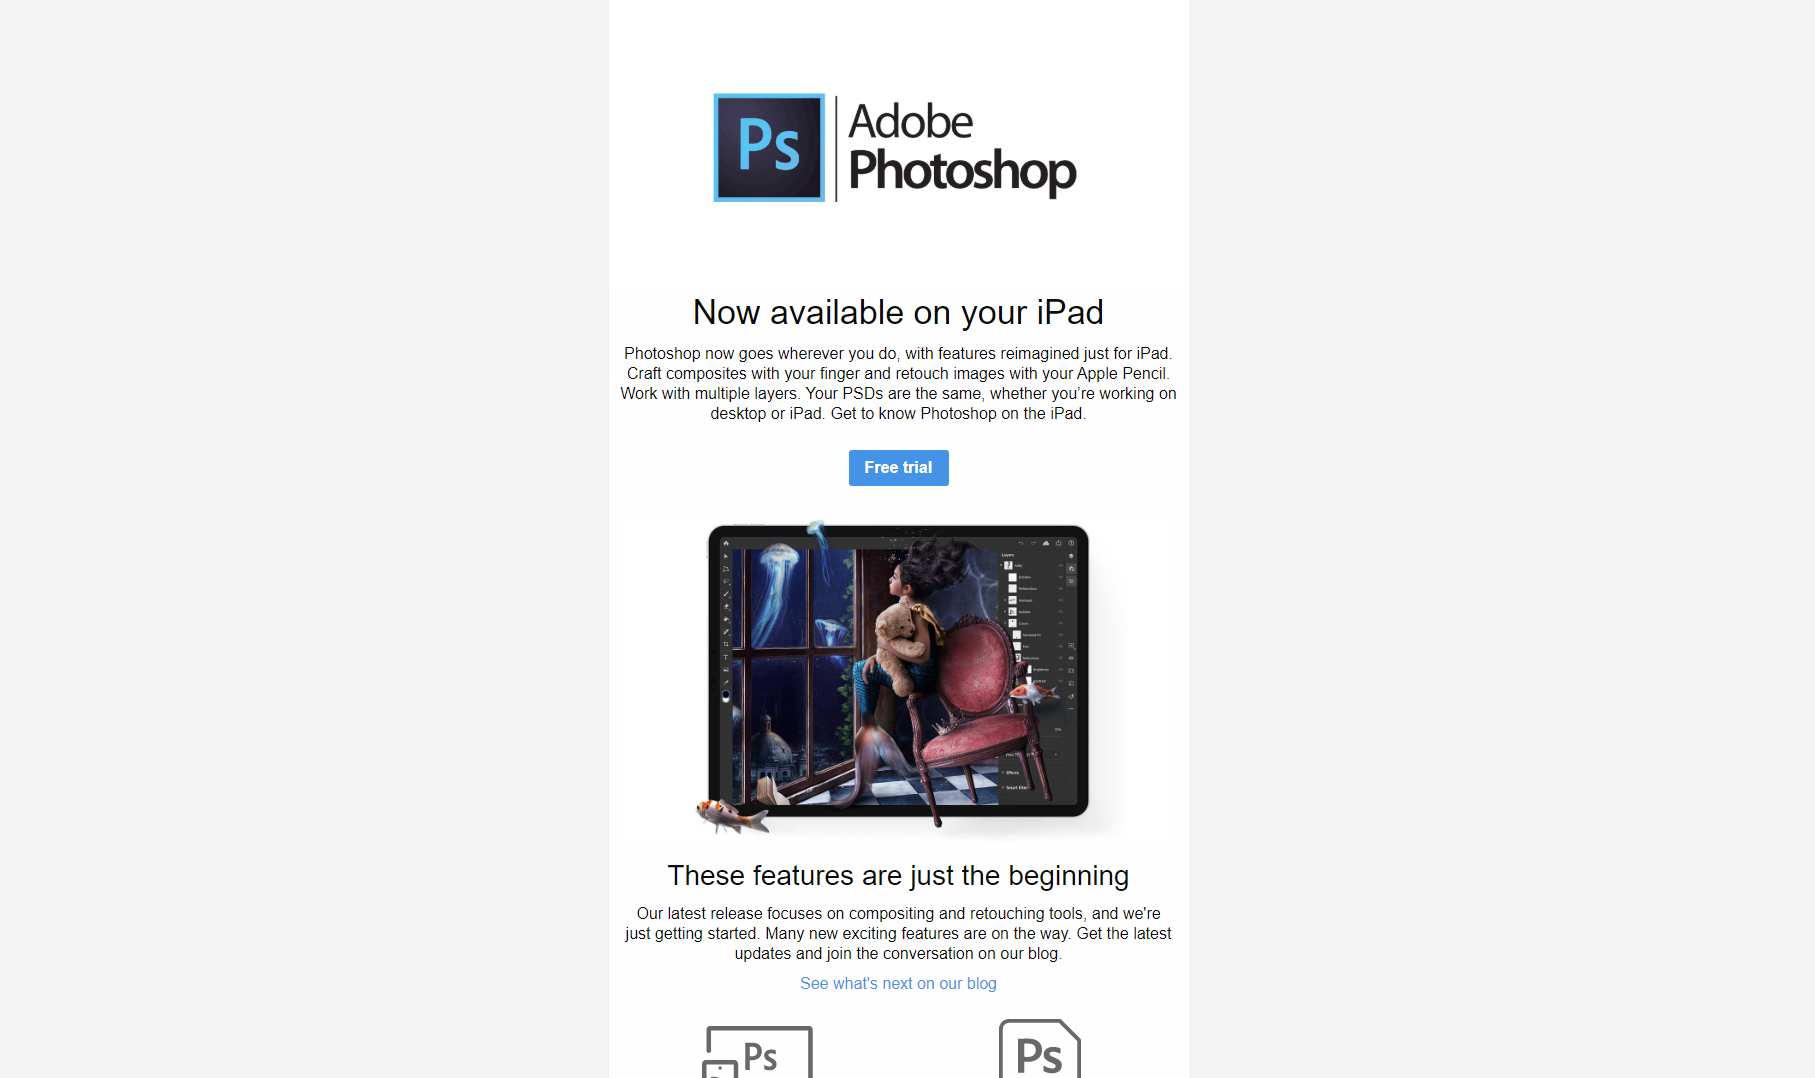 Ps
Adobe
Photoshop
Now available on your iPad
Photoshop now goes wherever you do, with features reimagined just for iPad.
Craft composites with your finger and retouch images with your Apple Pencil.
Work with multiple layers. Your PSDs are the same, whether you’re working on
desktop or iPad. Get to know Photoshop on the iPad.
Free trial
Layers
Effects
Smart filters
These features are just the beginning
Our latest release focuses on compositing and retouching tools, and we're
just getting started. Many new exciting features are on the way. Get the latest
updates and join the conversation on our blog.
See what's next on our blog
Ps
Ps